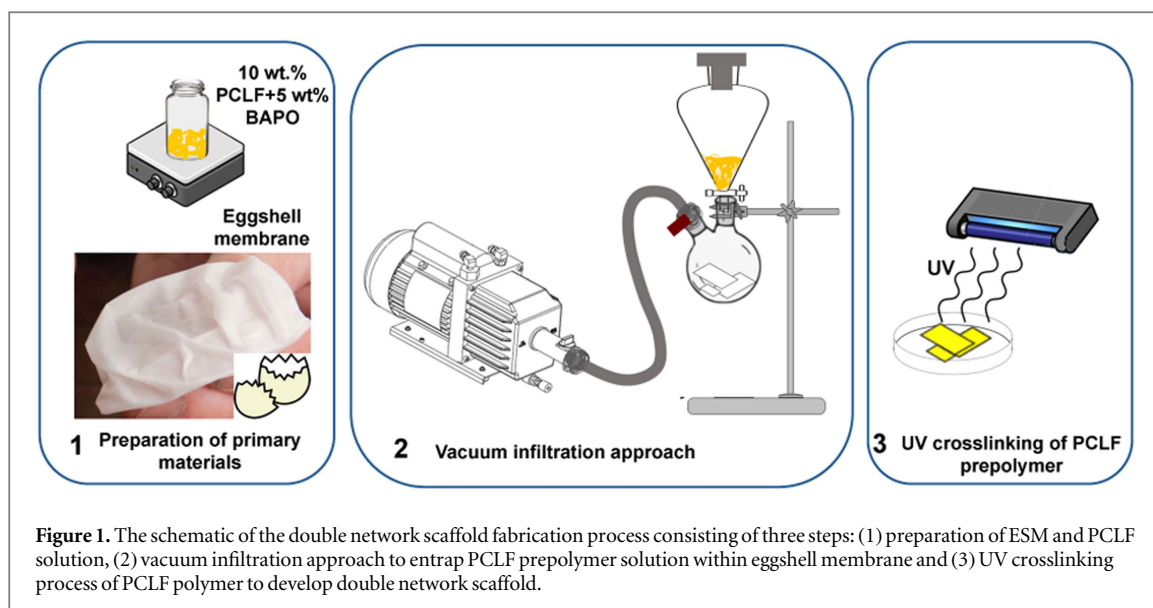 10 wt.%
PCLF+5 wt%
BAPO
Eggshell
membrane
1 Preparation of primary
materials
2 Vacuum infiltration approach
UV
3 UV crosslinking of PCLF
prepolymer
Figure 1. The schematic of the double network scaffold fabrication process consisting of three steps: (1) preparation of ESM and PCLF
solution, (2) vacuum infiltration approach to entrap PCLF prepolymer solution within eggshell membrane and (3) UV crosslinking
process of PCLF polymer to develop double network scaffold.